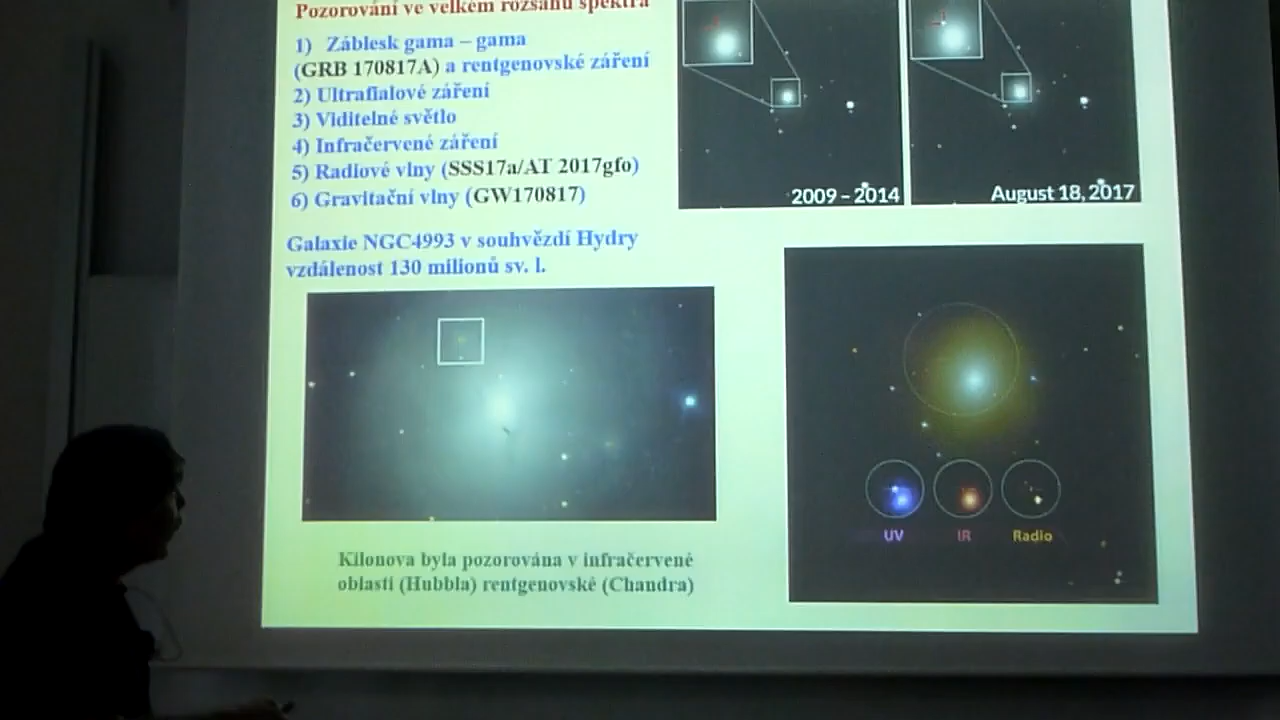 Pozorování ve velkém rozsahu spektra
1) Záblesk gama – gama
(GRB 170817A) a rentgenovské záření
2) Ultrafialové záření
3) Viditelné světlo
4) Infračervené záření
5) Radiové vlny (SSS17a/AT 2017gfo)
6) Gravitační vlny (GW170817)
Galaxie NGC4993 v souhvězdí Hydry
vzdálenost 130 milionů sv. l.
2009 – 2014
August 18, 2017
UV
IR
Radio
Kilonova byla pozorována v infračervené
oblasti (Hubbla) rentgenovské (Chandra)